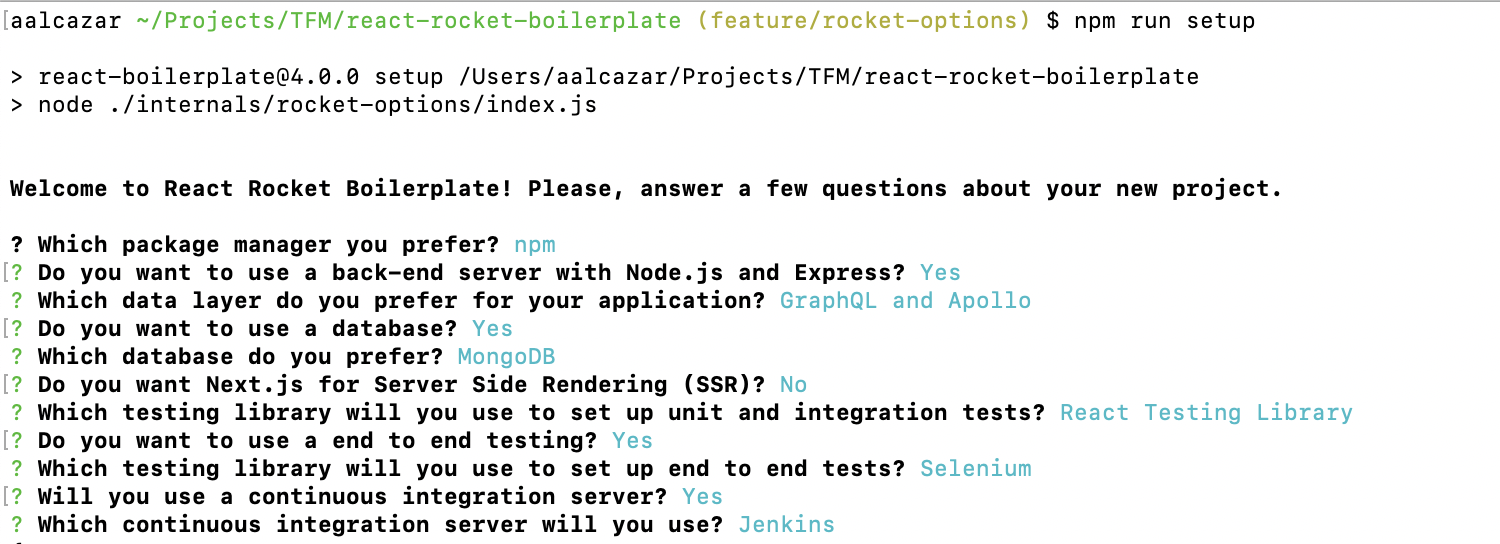 [aalcazar ~/Projects/TFM/react-rocket-boilerplate (feature/rocket-options) $ npm run setup
> react-boilerplate@4.0.0 setup /Users/aalcazar/Projects/TFM/react-rocket-boilerplate
> node ./internals/rocket-options/index.js
Welcome to React Rocket Boilerplate! Please, answer a few questions about your new project.
? Which package manager you prefer? npm
[? Do you want to use a back-end server with Node.js and Express? Yes
? Which data layer do you prefer for your application? GraphQL and Apollo
[? Do you want to use a database? Yes
? Which database do you prefer? MongoDB
[? Do you want Next.js for Server Side Rendering (SSR)? No
? Which testing library will you use to set up unit and integration tests? React Testing Library
[? Do you want to use a end to end testing? Yes
? Which testing library will you use to set up end to end tests? Selenium
[? Will you use a continuous integration server? Yes
? Which continuous integration server will you use? Jenkins